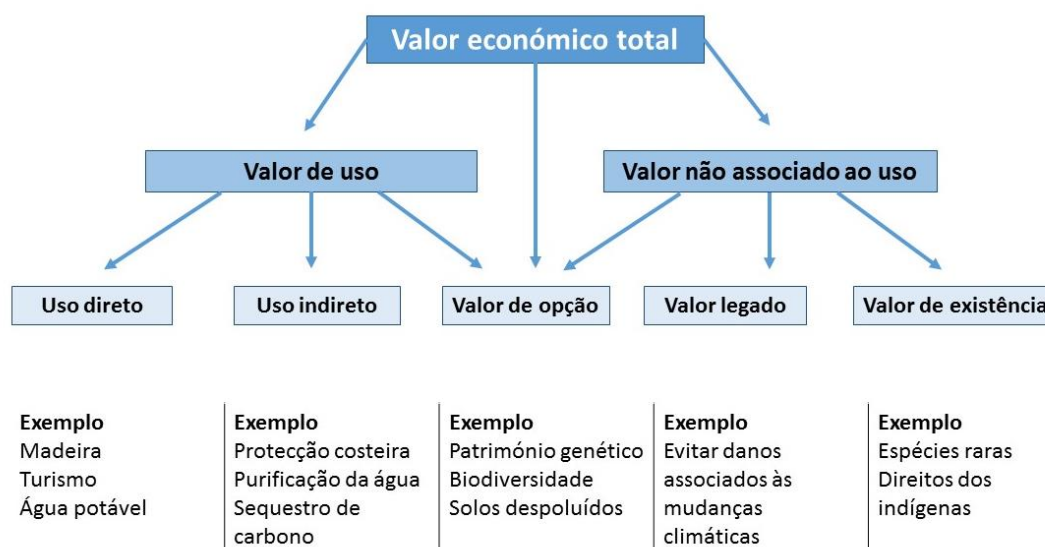 Valor económico total
Valor de uso
Valor não associado ao uso
Uso direto
Uso indireto
Valor de opção
Valor legado
Valor de existência
Exemplo
Madeira
Turismo
Água potável
Exemplo
Protecção costeira
Purificação da água
Sequestro de
carbono
Exemplo
Património genético
Biodiversidade
Solos despoluídos
Exemplo
Evitar danos
associados às
mudanças
climáticas
Exemplo
Espécies raras
Direitos dos
indígenas